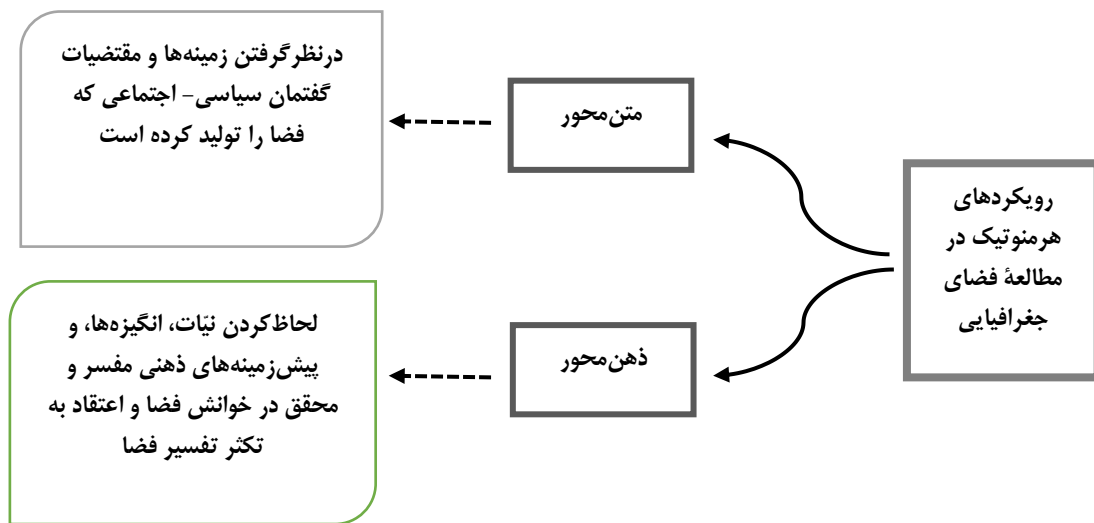 رویکردهای
هرمنوتیک در
مطالعهٔ فضای
جغرافیایی
متن‌محور
درنظرگرفتن زمینه‌ها و مقتضیات
گفتمان سیاسی- اجتماعی که
فضا را تولید کرده است
ذهن‌محور
لحاظ‌کردن نیّات، انگیزه‌ها، و
پیش‌زمینه‌های ذهنی مفسر و
محقق در خوانش فضا و اعتقاد به
تکثر تفسیر فضا